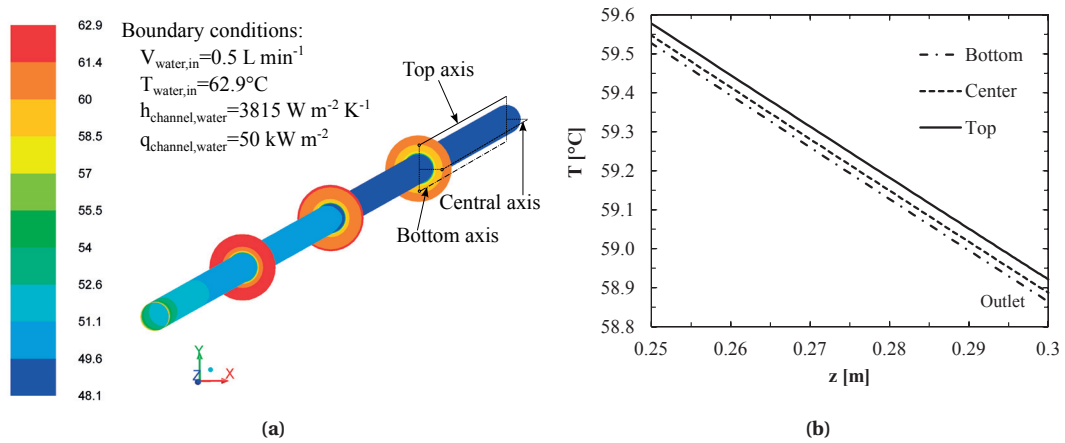 62.9
61.4
60
58.5
57
55.5
54
52.6
51.1
49.6
48.1
Boundary conditions:
V_water,in=0.5 L min⁻¹
T_water,in=62.9°C
h_channel,water=3815 W m⁻² K⁻¹
q_channel,water=50 kW m⁻²
Top axis
Central axis
Bottom axis
Y
Z
X
(a)
T [°C]
59.6
59.5
59.4
59.3
59.2
59.1
59.0
58.9
58.8
Bottom
Center
Top
Outlet
0.25
0.26
0.27
0.28
0.29
0.3
z [m]
(b)